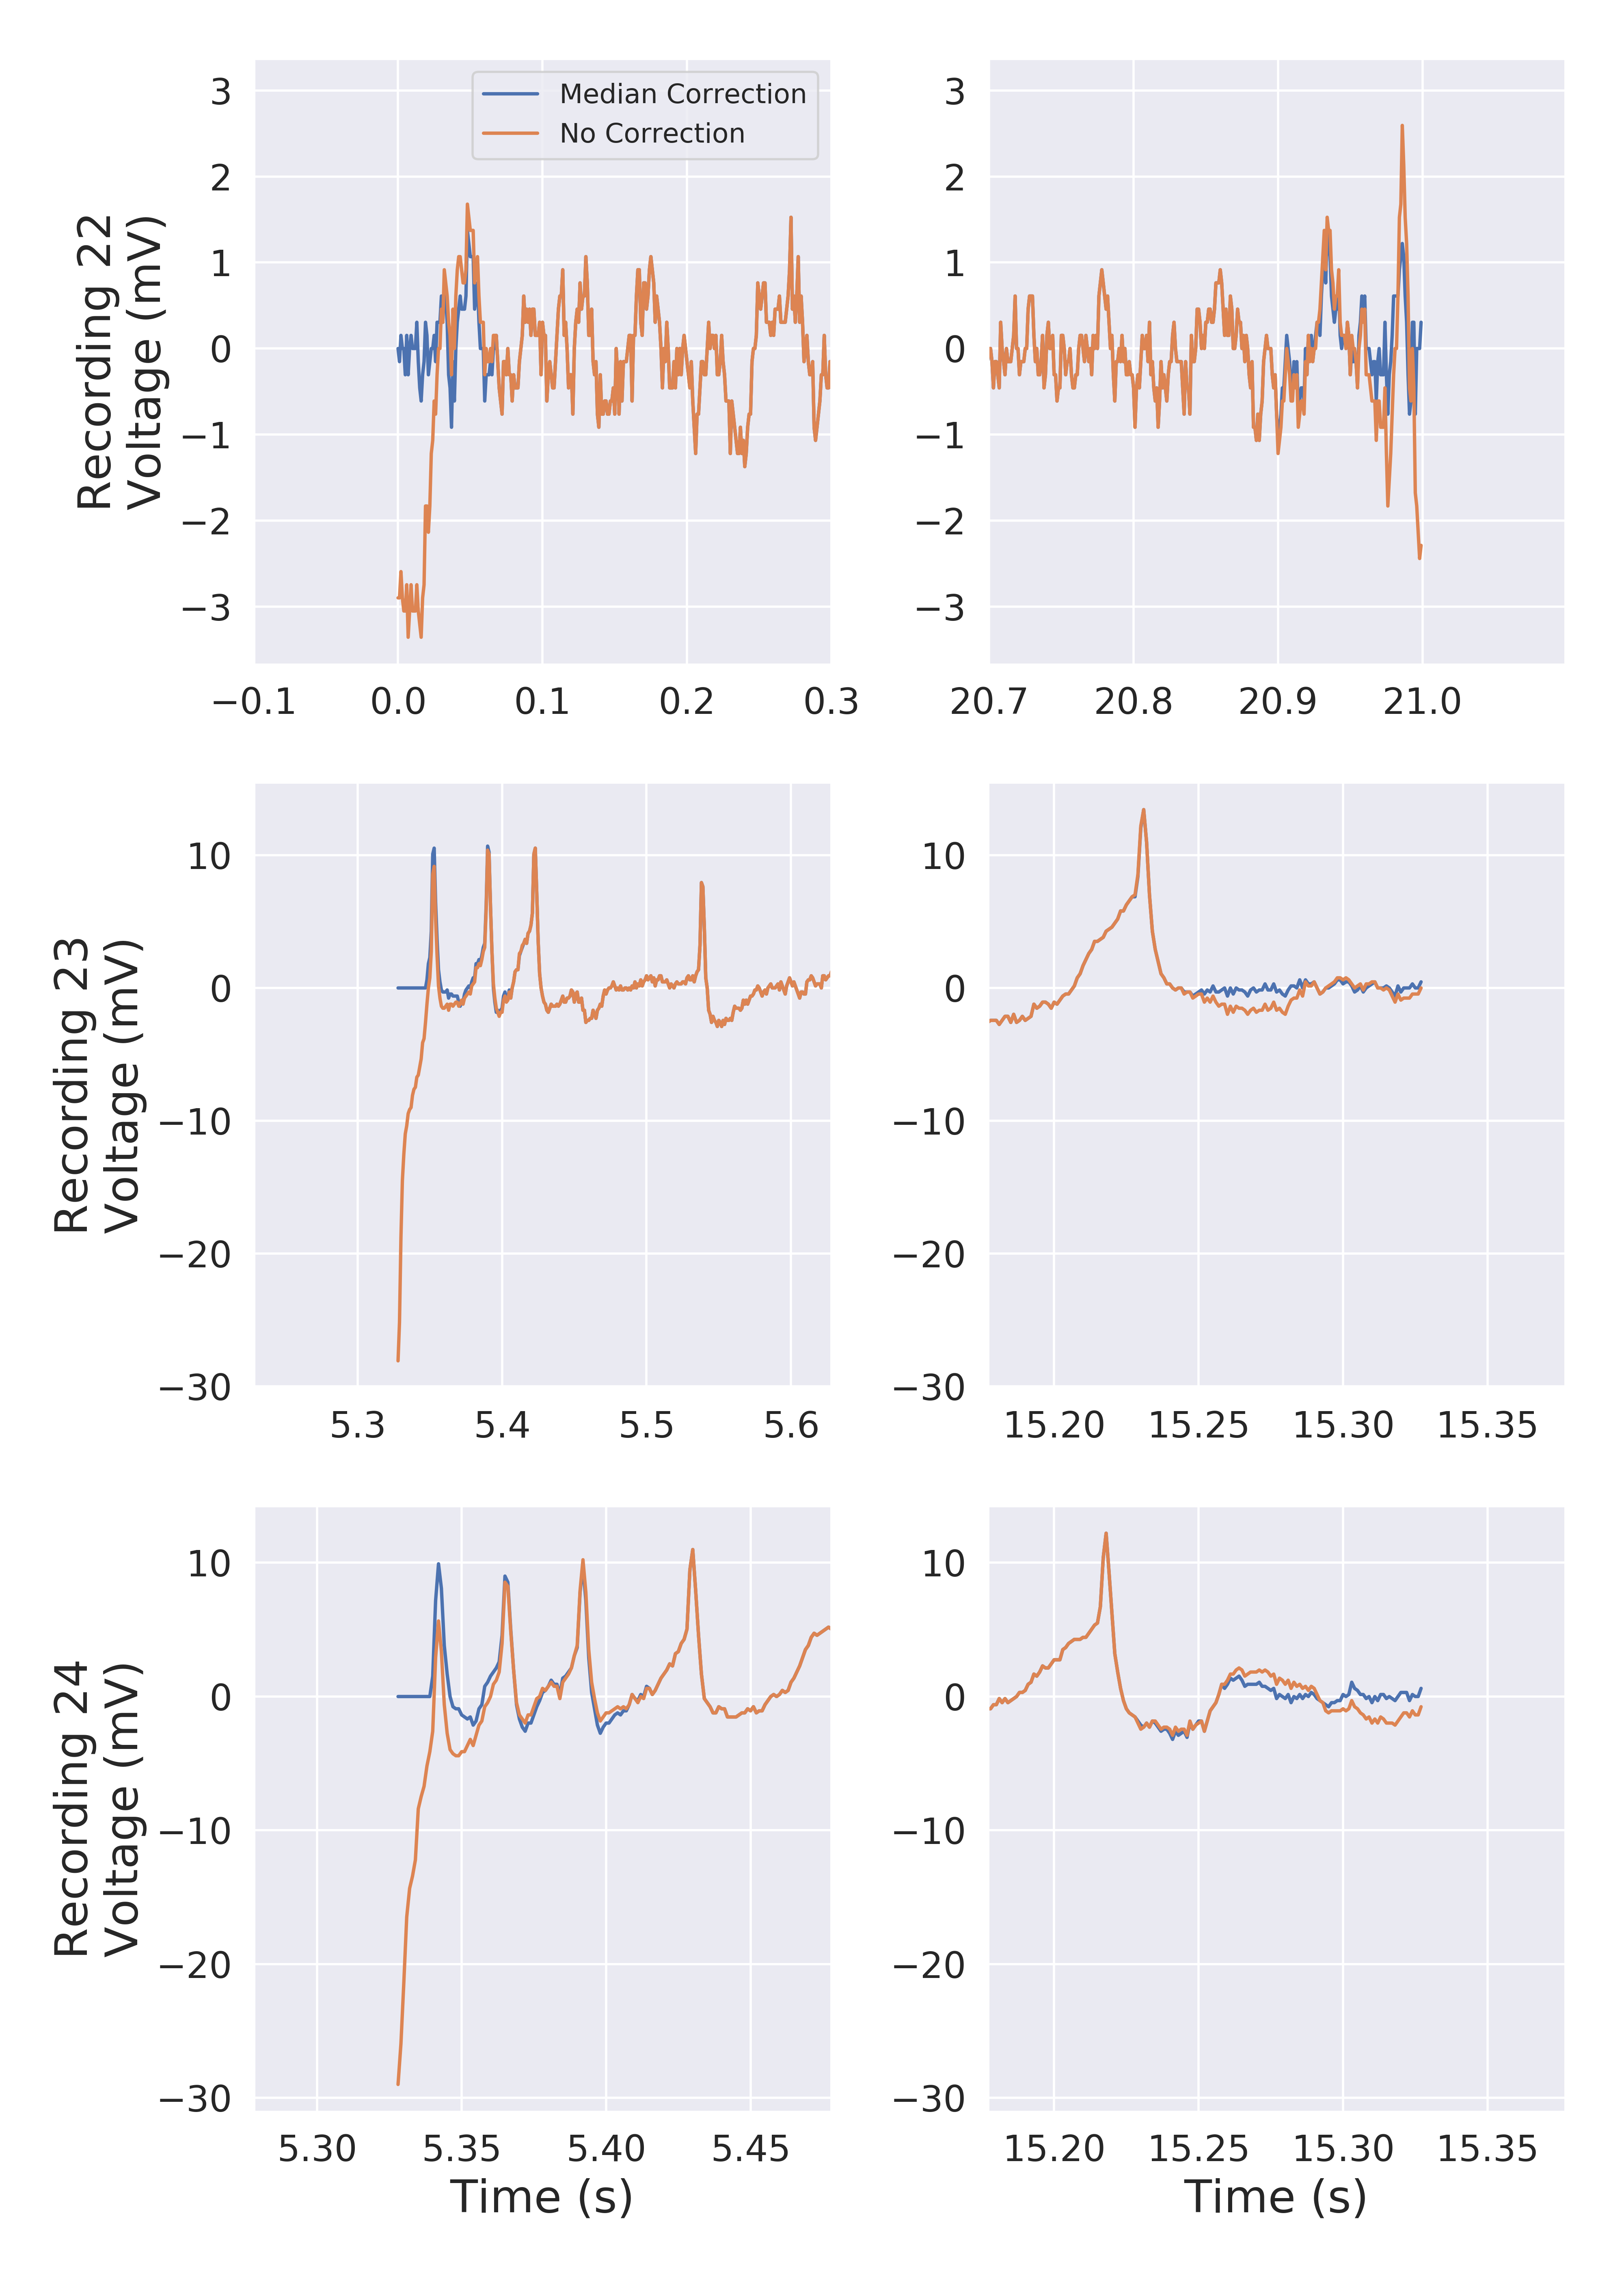 3
2
1
0
−1
−2
−3
Recording 22
Voltage (mV)
Median Correction
No Correction
−0.1 0.0 0.1 0.2 0.3
3
2
1
0
−1
−2
−3
20.7 20.8 20.9 21.0
10
0
−10
−20
−30
Recording 23
Voltage (mV)
5.3 5.4 5.5 5.6
10
0
−10
−20
−30
15.20 15.25 15.30 15.35
10
0
−10
−20
−30
Recording 24
Voltage (mV)
5.30 5.35 5.40 5.45
Time (s)
10
0
−10
−20
−30
15.20 15.25 15.30 15.35
Time (s)